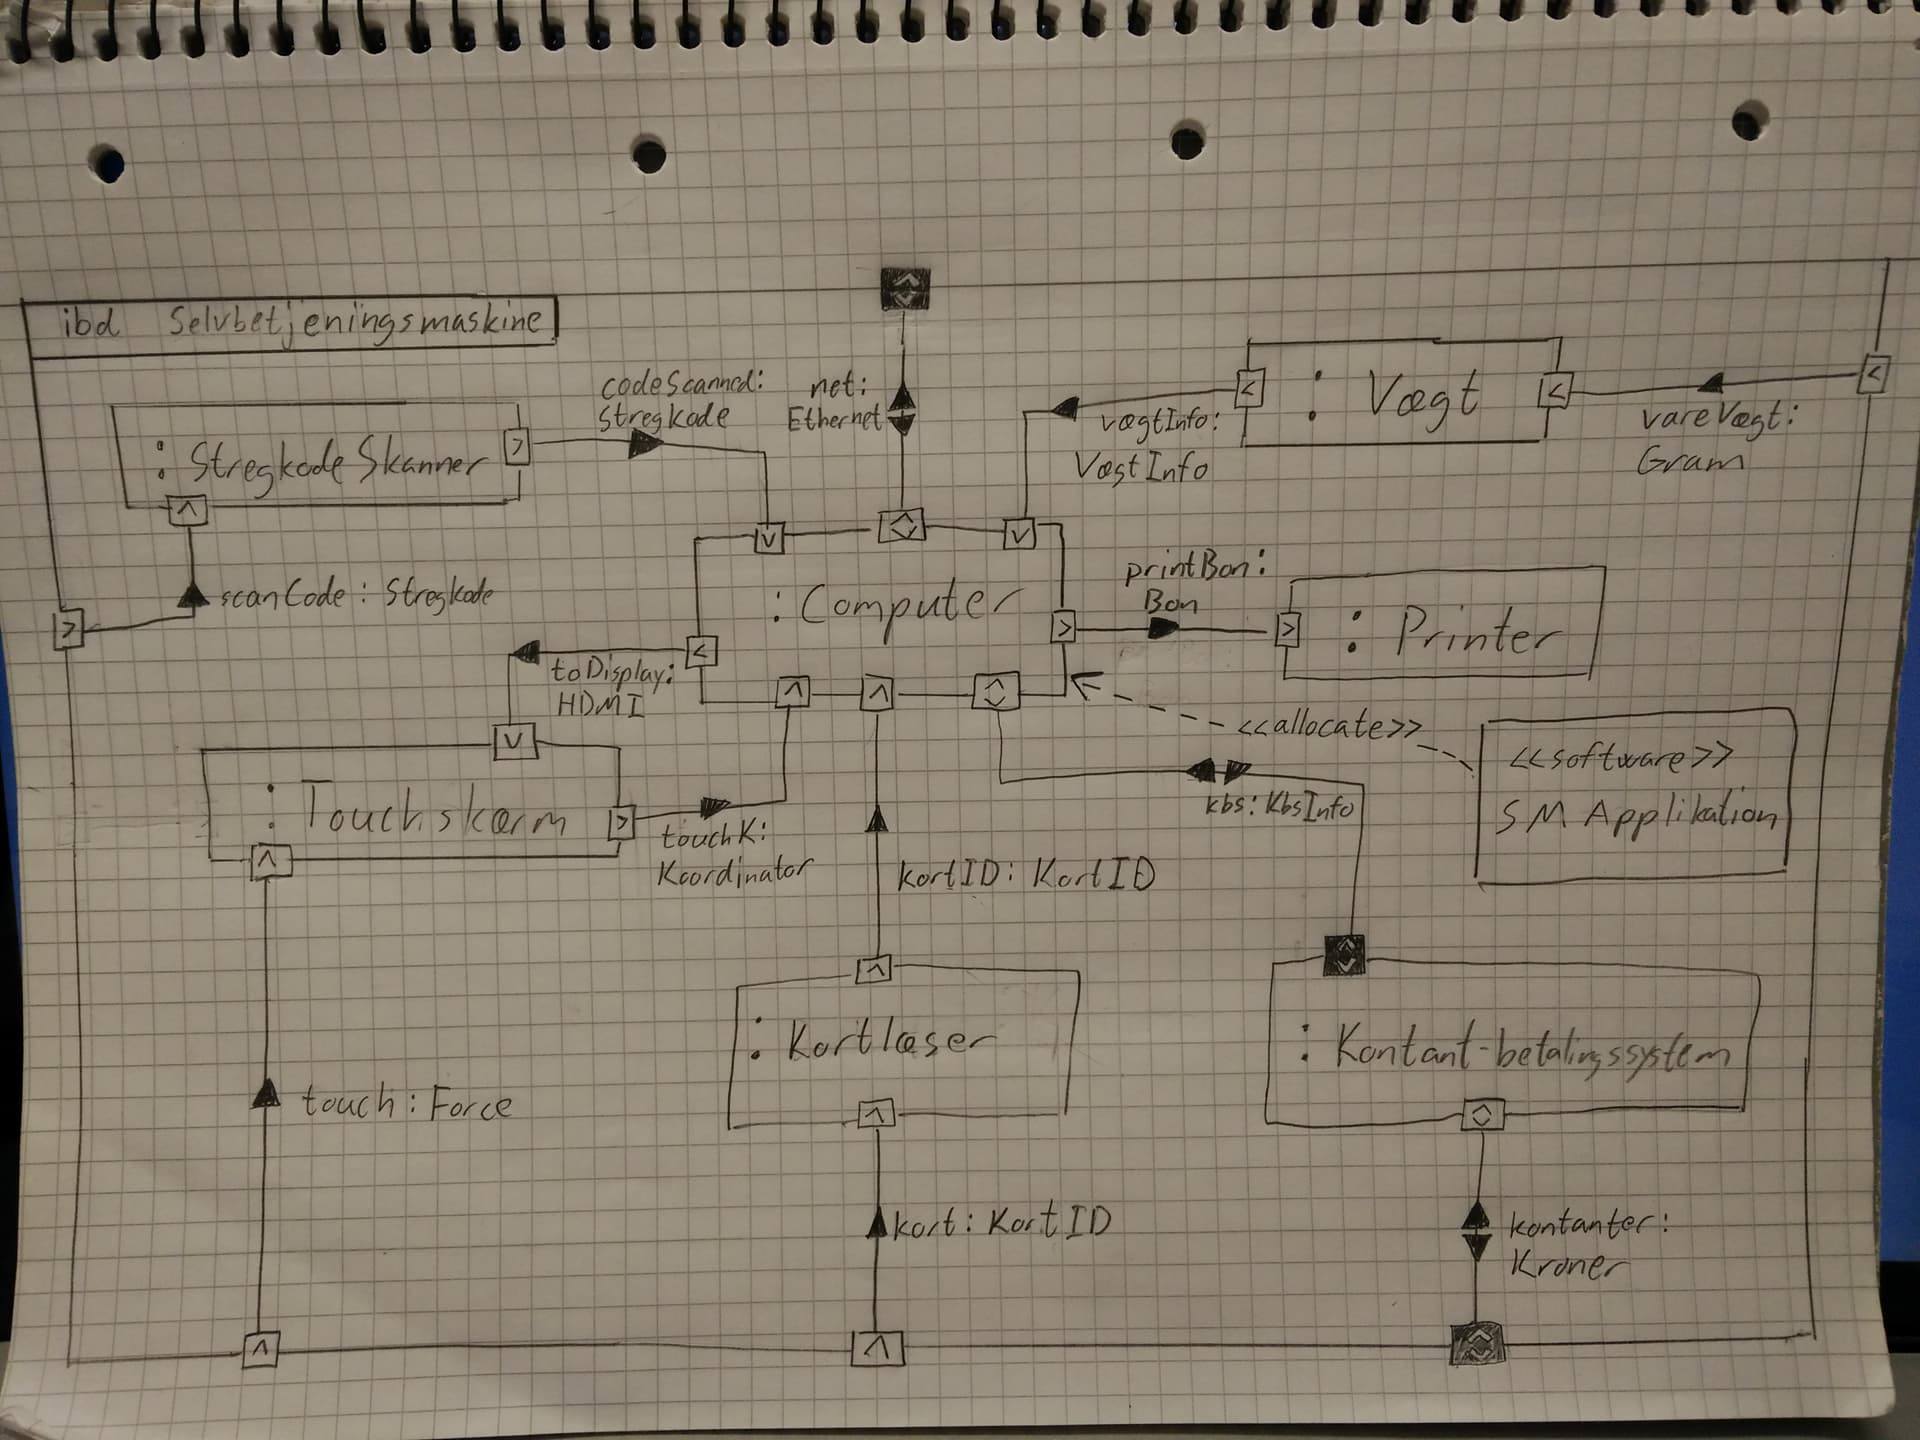 ibd Selvbetjeningsmaskine
codeScanned:
Stregkode
net:
Ethernet
: Vægt
vægtInfo:
VægtInfo
vareVægt:
Gram
: Stregkode Skanner
scanCode : Stregkode
: Computer
printBon:
Bon
: Printer
toDisplay:
HDMI
<<allocate>>
<<software>>
SM Applikation
: Touchskærm
touchK:
Koordinator
kbs: KbsInfo
kortID: KortID
: Kortlæser
: Kontant-betalingssystem
touch: Force
kort: KortID
kontanter:
Kroner